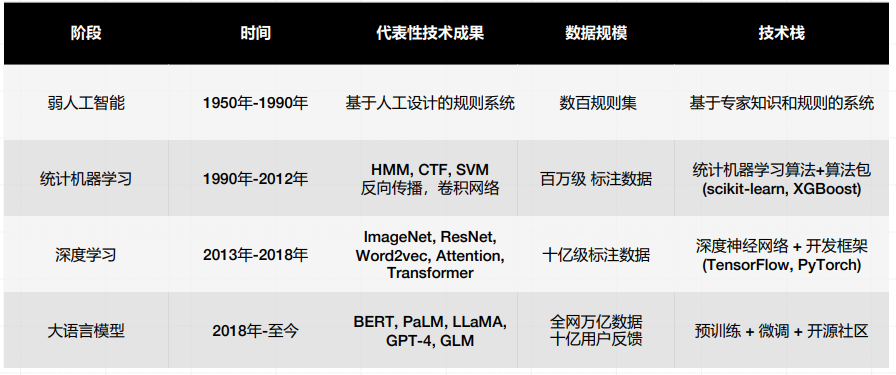 阶段 时间 代表性技术成果 数据规模 技术栈
弱人工智能 1950年-1990年 基于人工设计的规则系统 数百规则集 基于专家知识和规则的系统
统计机器学习 1990年-2012年 HMM, CTF, SVM
反向传播，卷积网络 百万级 标注数据 统计机器学习算法+算法包
(scikit-learn, XGBoost)
深度学习 2013年-2018年 ImageNet, ResNet,
Word2vec, Attention,
Transformer 十亿级标注数据 深度神经网络 + 开发框架
(TensorFlow, PyTorch)
大语言模型 2018年-至今 BERT, PaLM, LLaMA,
GPT-4, GLM 全网万亿数据
十亿用户反馈 预训练 + 微调 + 开源社区